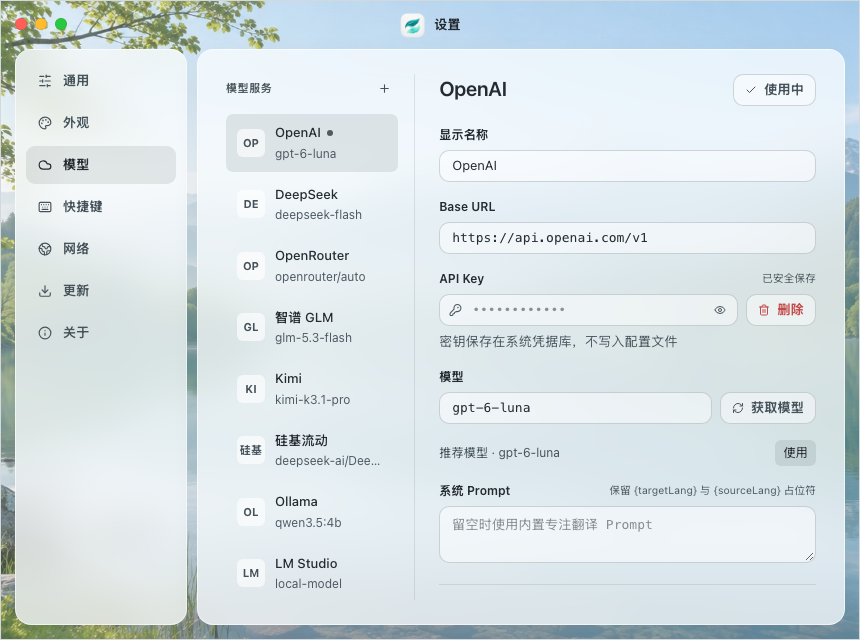 设置
通用
外观
模型
快捷键
网络
更新
关于
模型服务 +
OP OpenAI
gpt-6-luna
DE DeepSeek
deepseek-flash
OP OpenRouter
openrouter/auto
GL 智谱 GLM
glm-5.3-flash
KI Kimi
kimi-k3.1-pro
硅基 硅基流动
deepseek-ai/Dee...
OL Ollama
qwen3.5:4b
LM LM Studio
local-model
OpenAI 使用中
显示名称
OpenAI
Base URL
https://api.openai.com/v1
API Key 已安全保存
•••••••••••• 删除
密钥保存在系统凭据库，不写入配置文件
模型
gpt-6-luna 获取模型
推荐模型 · gpt-6-luna 使用
系统 Prompt 保留 {targetLang} 与 {sourceLang} 占位符
留空时使用内置专注翻译 Prompt